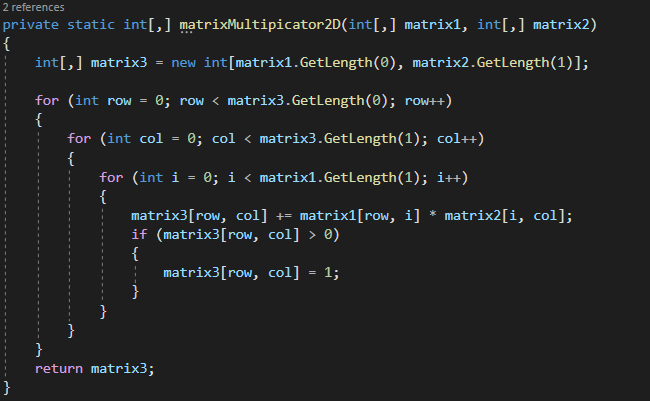 2 references
private static int[,] matrixMultipicator2D(int[,] matrix1, int[,] matrix2)
{
int[,] matrix3 = new int[matrix1.GetLength(0), matrix2.GetLength(1)];
for (int row = 0; row < matrix3.GetLength(0); row++)
{
for (int col = 0; col < matrix3.GetLength(1); col++)
{
for (int i = 0; i < matrix1.GetLength(1); i++)
{
matrix3[row, col] += matrix1[row, i] * matrix2[i, col];
if (matrix3[row, col] > 0)
{
matrix3[row, col] = 1;
}
}
}
}
return matrix3;
}